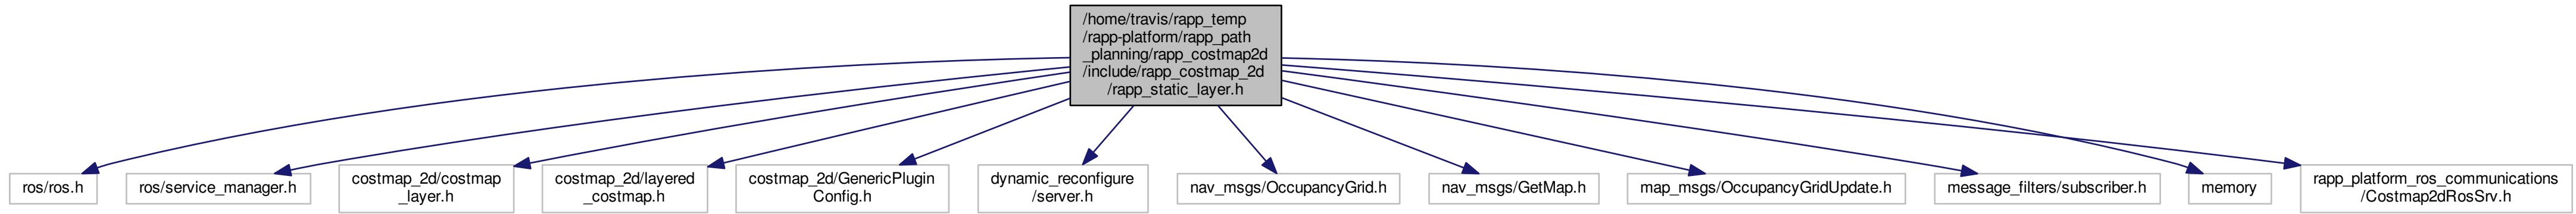 /home/travis/rapp_temp
/rapp-platform/rapp_path
_planning/rapp_costmap2d
/include/rapp_costmap_2d
/rapp_static_layer.h
ros/ros.h
ros/service_manager.h
costmap_2d/costmap
_layer.h
costmap_2d/layered
_costmap.h
costmap_2d/GenericPlugin
Config.h
dynamic_reconfigure
/server.h
nav_msgs/OccupancyGrid.h
nav_msgs/GetMap.h
map_msgs/OccupancyGridUpdate.h
message_filters/subscriber.h
memory
rapp_platform_ros_communications
/Costmap2dRosSrv.h